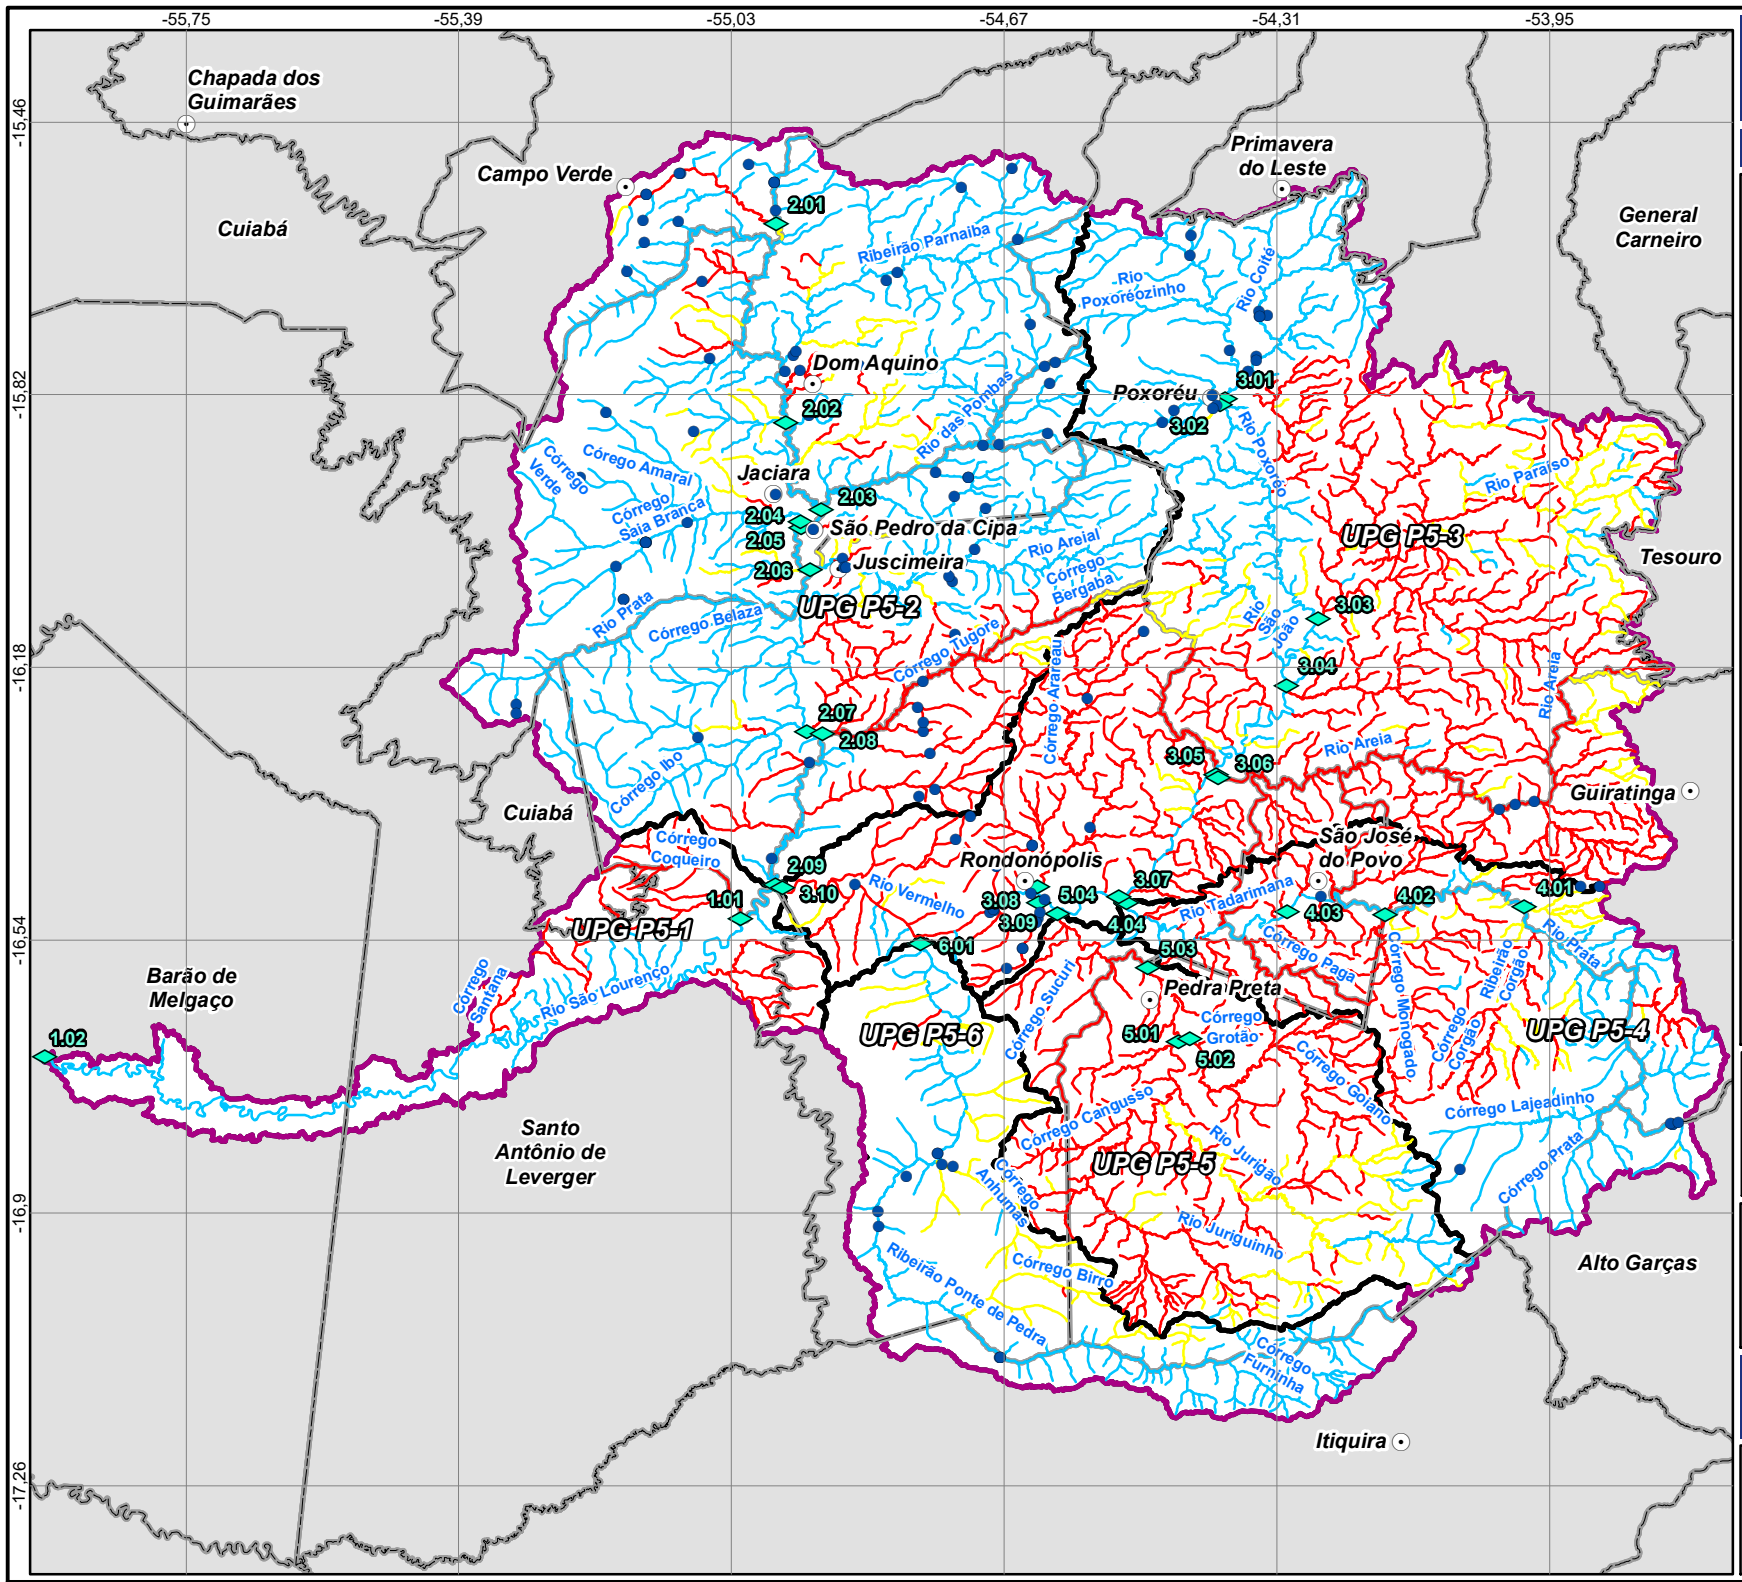 -55,75
-55,39
-55,03
-54,67
-54,31
-53,95
-15,46
-15,82
-16,18
-16,54
-16,9
-17,26
Chapada dos
Guimarães
Campo Verde
Primavera
do Leste
General
Carneiro
Cuiabá
2.01
Ribeirão Parnaiba
Rio
Poxoréozinho
Rio Coité
Dom Aquino
2.02
Rio das Pombas
Poxoréu
3.01
3.02
Rio Poxoréo
Córego Amaral
Córrego
Verde
Córrego
Saia Branca
Jaciara
2.03
2.04
2.05
São Pedro da Cipa
2.06
Juscimeira
Rio Areial
Córrego
Bergaba
Rio Paraíso
UPG P5-3
Tesouro
UPG P5-2
Rio Prata
Córrego Belaza
Córrego Tugore
Córrego Arareau
Rio
São
João
3.03
3.04
Rio Areia
2.07
2.08
Córrego Ibo
3.05
3.06
Rio Areia
Guiratinga
Cuiabá
Córrego
Coqueiro
2.09
3.10
1.01
UPG P5-1
Rondonópolis
Rio Vermelho
3.08
3.09
5.04
3.07
4.04
São José
do Povo
Rio Tadarimana
4.03
4.02
4.01
6.01
5.03
Córrego Paga
Córrego Monogado
Ribeirão
Corgão
Rio Prata
Córrego
Corgão
UPG P5-4
Barão de
Melgaço
Córrego
Santana
Rio São Lourenço
1.02
Pedra Preta
Córrego Sucuri
5.01
5.02
Córrego
Grotão
UPG P5-6
Córrego Goiano
Córrego Lajeadinho
Córrego Prata
Santo
Antônio de
Leverger
Córrego Cangusso
UPG P5-5
Rio Jurigão
Córrego
Anhumas
Rio Juriguinho
Ribeirão Ponte de Pedra
Córrego Birro
Córrego
Furninha
Alto Garças
Itiquira